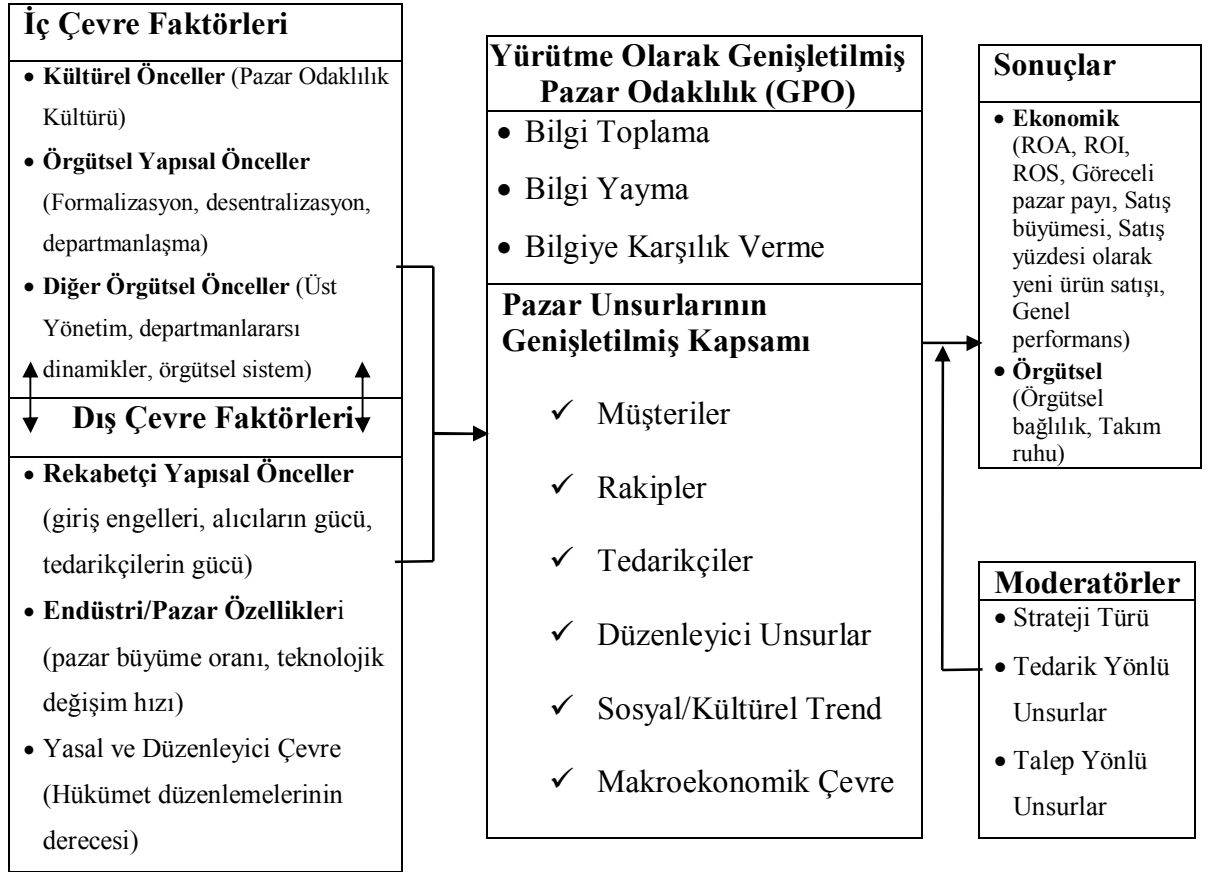 İç Çevre Faktörleri
• Kültürel Önceller (Pazar Odaklılık
Kültürü)
• Örgütsel Yapısal Önceller
(Formalizasyon, desentralizasyon,
departmanlaşma)
• Diğer Örgütsel Önceller (Üst
Yönetim, departmanlararsı
dinamikler, örgütsel sistem)
Dış Çevre Faktörleri
• Rekabetçi Yapısal Önceller
(giriş engelleri, alıcıların gücü,
tedarikçilerin gücü)
• Endüstri/Pazar Özellikleri
(pazar büyüme oranı, teknolojik
değişim hızı)
• Yasal ve Düzenleyici Çevre
(Hükümet düzenlemelerinin
derecesi)
Yürütme Olarak Genişletilmiş
Pazar Odaklılık (GPO)
• Bilgi Toplama
• Bilgi Yayma
• Bilgiye Karşılık Verme
Pazar Unsurlarının
Genişletilmiş Kapsamı
✓ Müşteriler
✓ Rakipler
✓ Tedarikçiler
✓ Düzenleyici Unsurlar
✓ Sosyal/Kültürel Trend
✓ Makroekonomik Çevre
Sonuçlar
• Ekonomik
(ROA, ROI,
ROS, Göreceli
pazar payı, Satış
büyümesi, Satış
yüzdesi olarak
yeni ürün satışı,
Genel
performans)
• Örgütsel
(Örgütsel
bağlılık, Takım
ruhu)
Moderatörler
• Strateji Türü
• Tedarik Yönlü
Unsurlar
• Talep Yönlü
Unsurlar